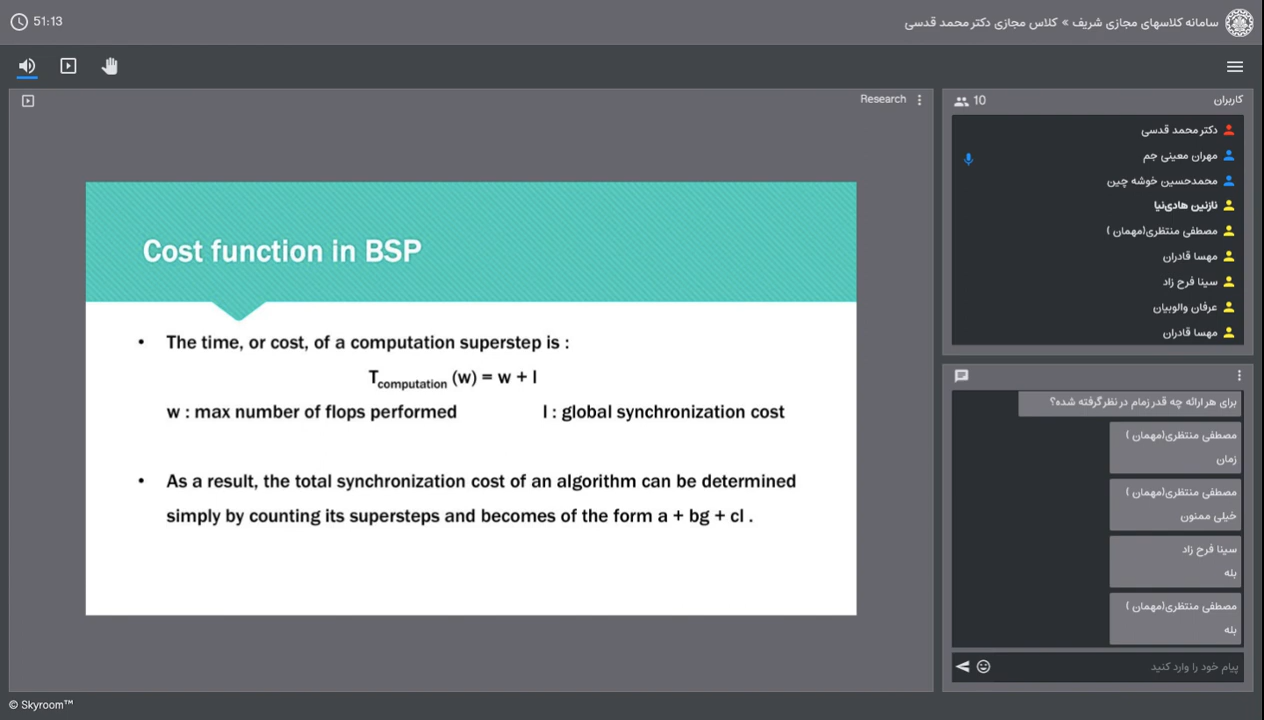 51:13
سامانه کلاسهای مجازی شریف » کلاس مجازی دکتر محمد قدسی
Research
Cost function in BSP
• The time, or cost, of a computation superstep is :
Tcomputation (w) = w + l
w : max number of flops performed l : global synchronization cost
• As a result, the total synchronization cost of an algorithm can be determined
simply by counting its supersteps and becomes of the form a + bg + cl .
کاربران
10
دکتر محمد قدسی
مهران معینی جم
محمدحسین خوشه چین
نازنین هادی‌نیا
مصطفی منتظری(مهمان )
مهسا قادران
سینا فرح زاد
عرفان والوبیان
مهسا قادران
برای هر ارائه چه قدر زمام در نظر گرفته شده؟
مصطفی منتظری(مهمان )
زمان
مصطفی منتظری(مهمان )
خیلی ممنون
سینا فرح زاد
بله
مصطفی منتظری(مهمان )
بله
پیام خود را وارد کنید
© Skyroom™